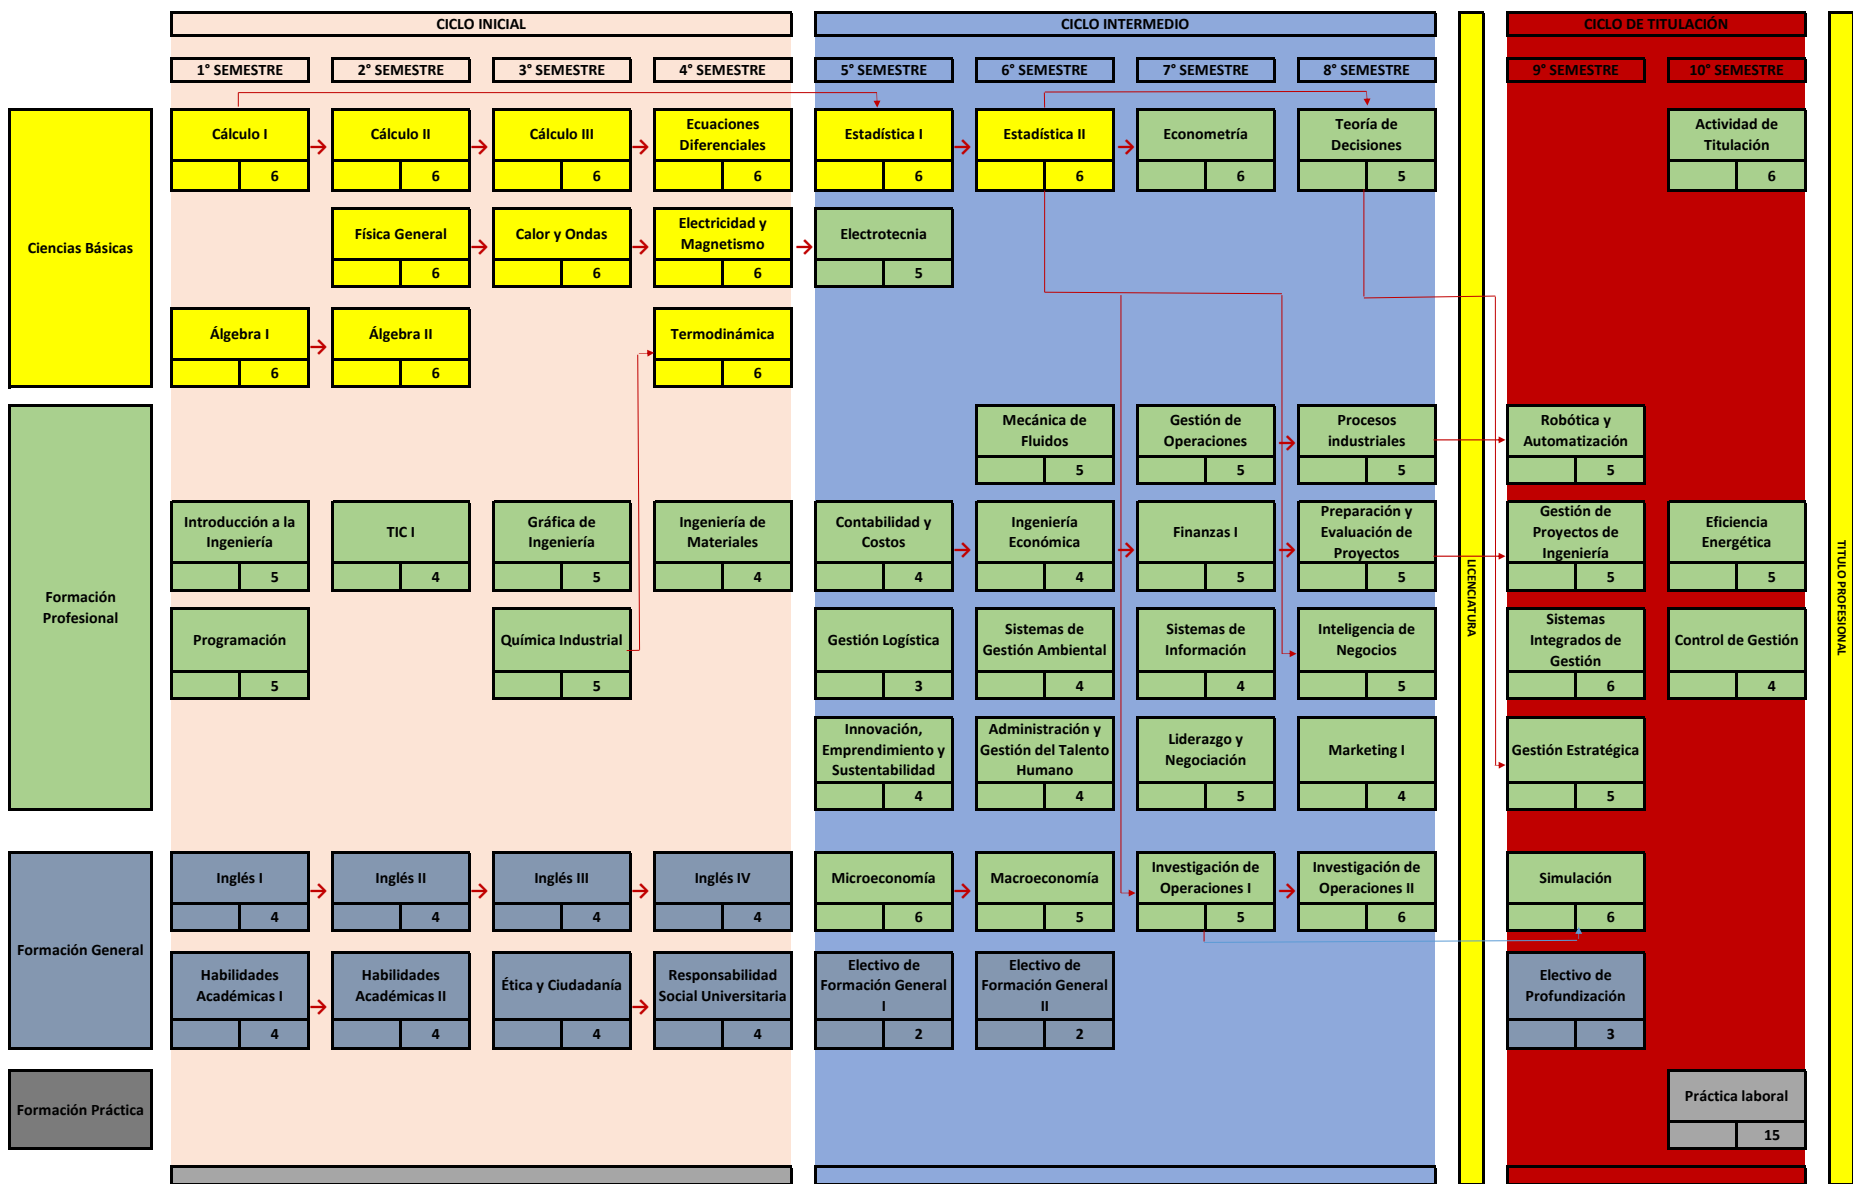 CICLO INICIAL
CICLO INTERMEDIO
CICLO DE TITULACIÓN
1° SEMESTRE
2° SEMESTRE
3° SEMESTRE
4° SEMESTRE
5° SEMESTRE
6° SEMESTRE
7° SEMESTRE
8° SEMESTRE
9° SEMESTRE
10° SEMESTRE
Ciencias Básicas
Cálculo I
6
Cálculo II
6
Cálculo III
6
Ecuaciones
Diferenciales
6
Estadística I
6
Estadística II
6
Econometría
6
Teoría de
Decisiones
5
Actividad de
Titulación
6
Física General
6
Calor y Ondas
6
Electricidad y
Magnetismo
6
Electrotecnia
5
Álgebra I
6
Álgebra II
6
Termodinámica
6
Formación
Profesional
Mecánica de
Fluidos
5
Gestión de
Operaciones
5
Procesos
industriales
5
Robótica y
Automatización
5
Introducción a la
Ingeniería
5
TIC I
4
Gráfica de
Ingeniería
5
Ingeniería de
Materiales
4
Contabilidad y
Costos
4
Ingeniería
Económica
4
Finanzas I
5
Preparación y
Evaluación de
Proyectos
5
Gestión de
Proyectos de
Ingeniería
5
Eficiencia
Energética
5
Programación
5
Química Industrial
5
Gestión Logística
3
Sistemas de
Gestión Ambiental
4
Sistemas de
Información
4
Inteligencia de
Negocios
5
Sistemas
Integrados de
Gestión
6
Control de Gestión
4
Innovación,
Emprendimiento y
Sustentabilidad
4
Administración y
Gestión del Talento
Humano
4
Liderazgo y
Negociación
5
Marketing I
4
Gestión Estratégica
5
Formación General
Inglés I
4
Inglés II
4
Inglés III
4
Inglés IV
4
Microeconomía
6
Macroeconomía
5
Investigación de
Operaciones I
5
Investigación de
Operaciones II
6
Simulación
6
Habilidades
Académicas I
4
Habilidades
Académicas II
4
Ética y Ciudadanía
4
Responsabilidad
Social Universitaria
4
Electivo de
Formación General
I
2
Electivo de
Formación General
II
2
Electivo de
Profundización
3
Formación Práctica
Práctica laboral
15
LICENCIATURA
TITULO PROFESIONAL